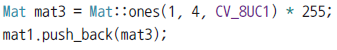 Mat mat3 = Mat::ones(1, 4, CV_8UC1) * 255;
mat1.push_back(mat3);